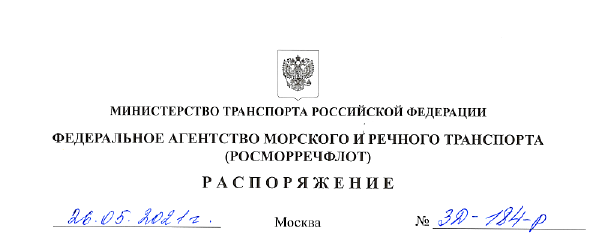 МИНИСТЕРСТВО ТРАНСПОРТА РОССИЙСКОЙ ФЕДЕРАЦИИ
ФЕДЕРАЛЬНОЕ АГЕНТСТВО МОРСКОГО И РЕЧНОГО ТРАНСПОРТА
(РОСМОРРЕЧФЛОТ)
РАСПОРЯЖЕНИЕ
26.05.2021г. Москва № ЗД-184-р